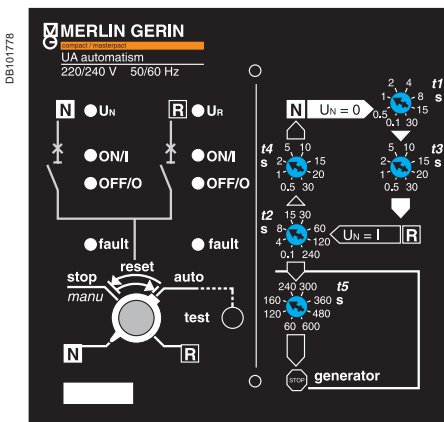 DB101778
MERLIN GERIN
compact / masterpact
UA automatism
220/240 V 50/60 Hz
N UN R UR
ON/I ON/I
OFF/O OFF/O
fault fault
reset
stop auto
manu
test
N R
t1
s
2 4
1 8
0.5 15
0.1 30
N UN = 0
t4
s
5 10
2 15
1 20
0.5 30
t3
s
5 10
2 15
1 20
0.5 30
t2
s
15 30
8 60
4 120
0.1 240
UN = I R
t5
s
240 300
160 360
120 480
60 600
STOP generator